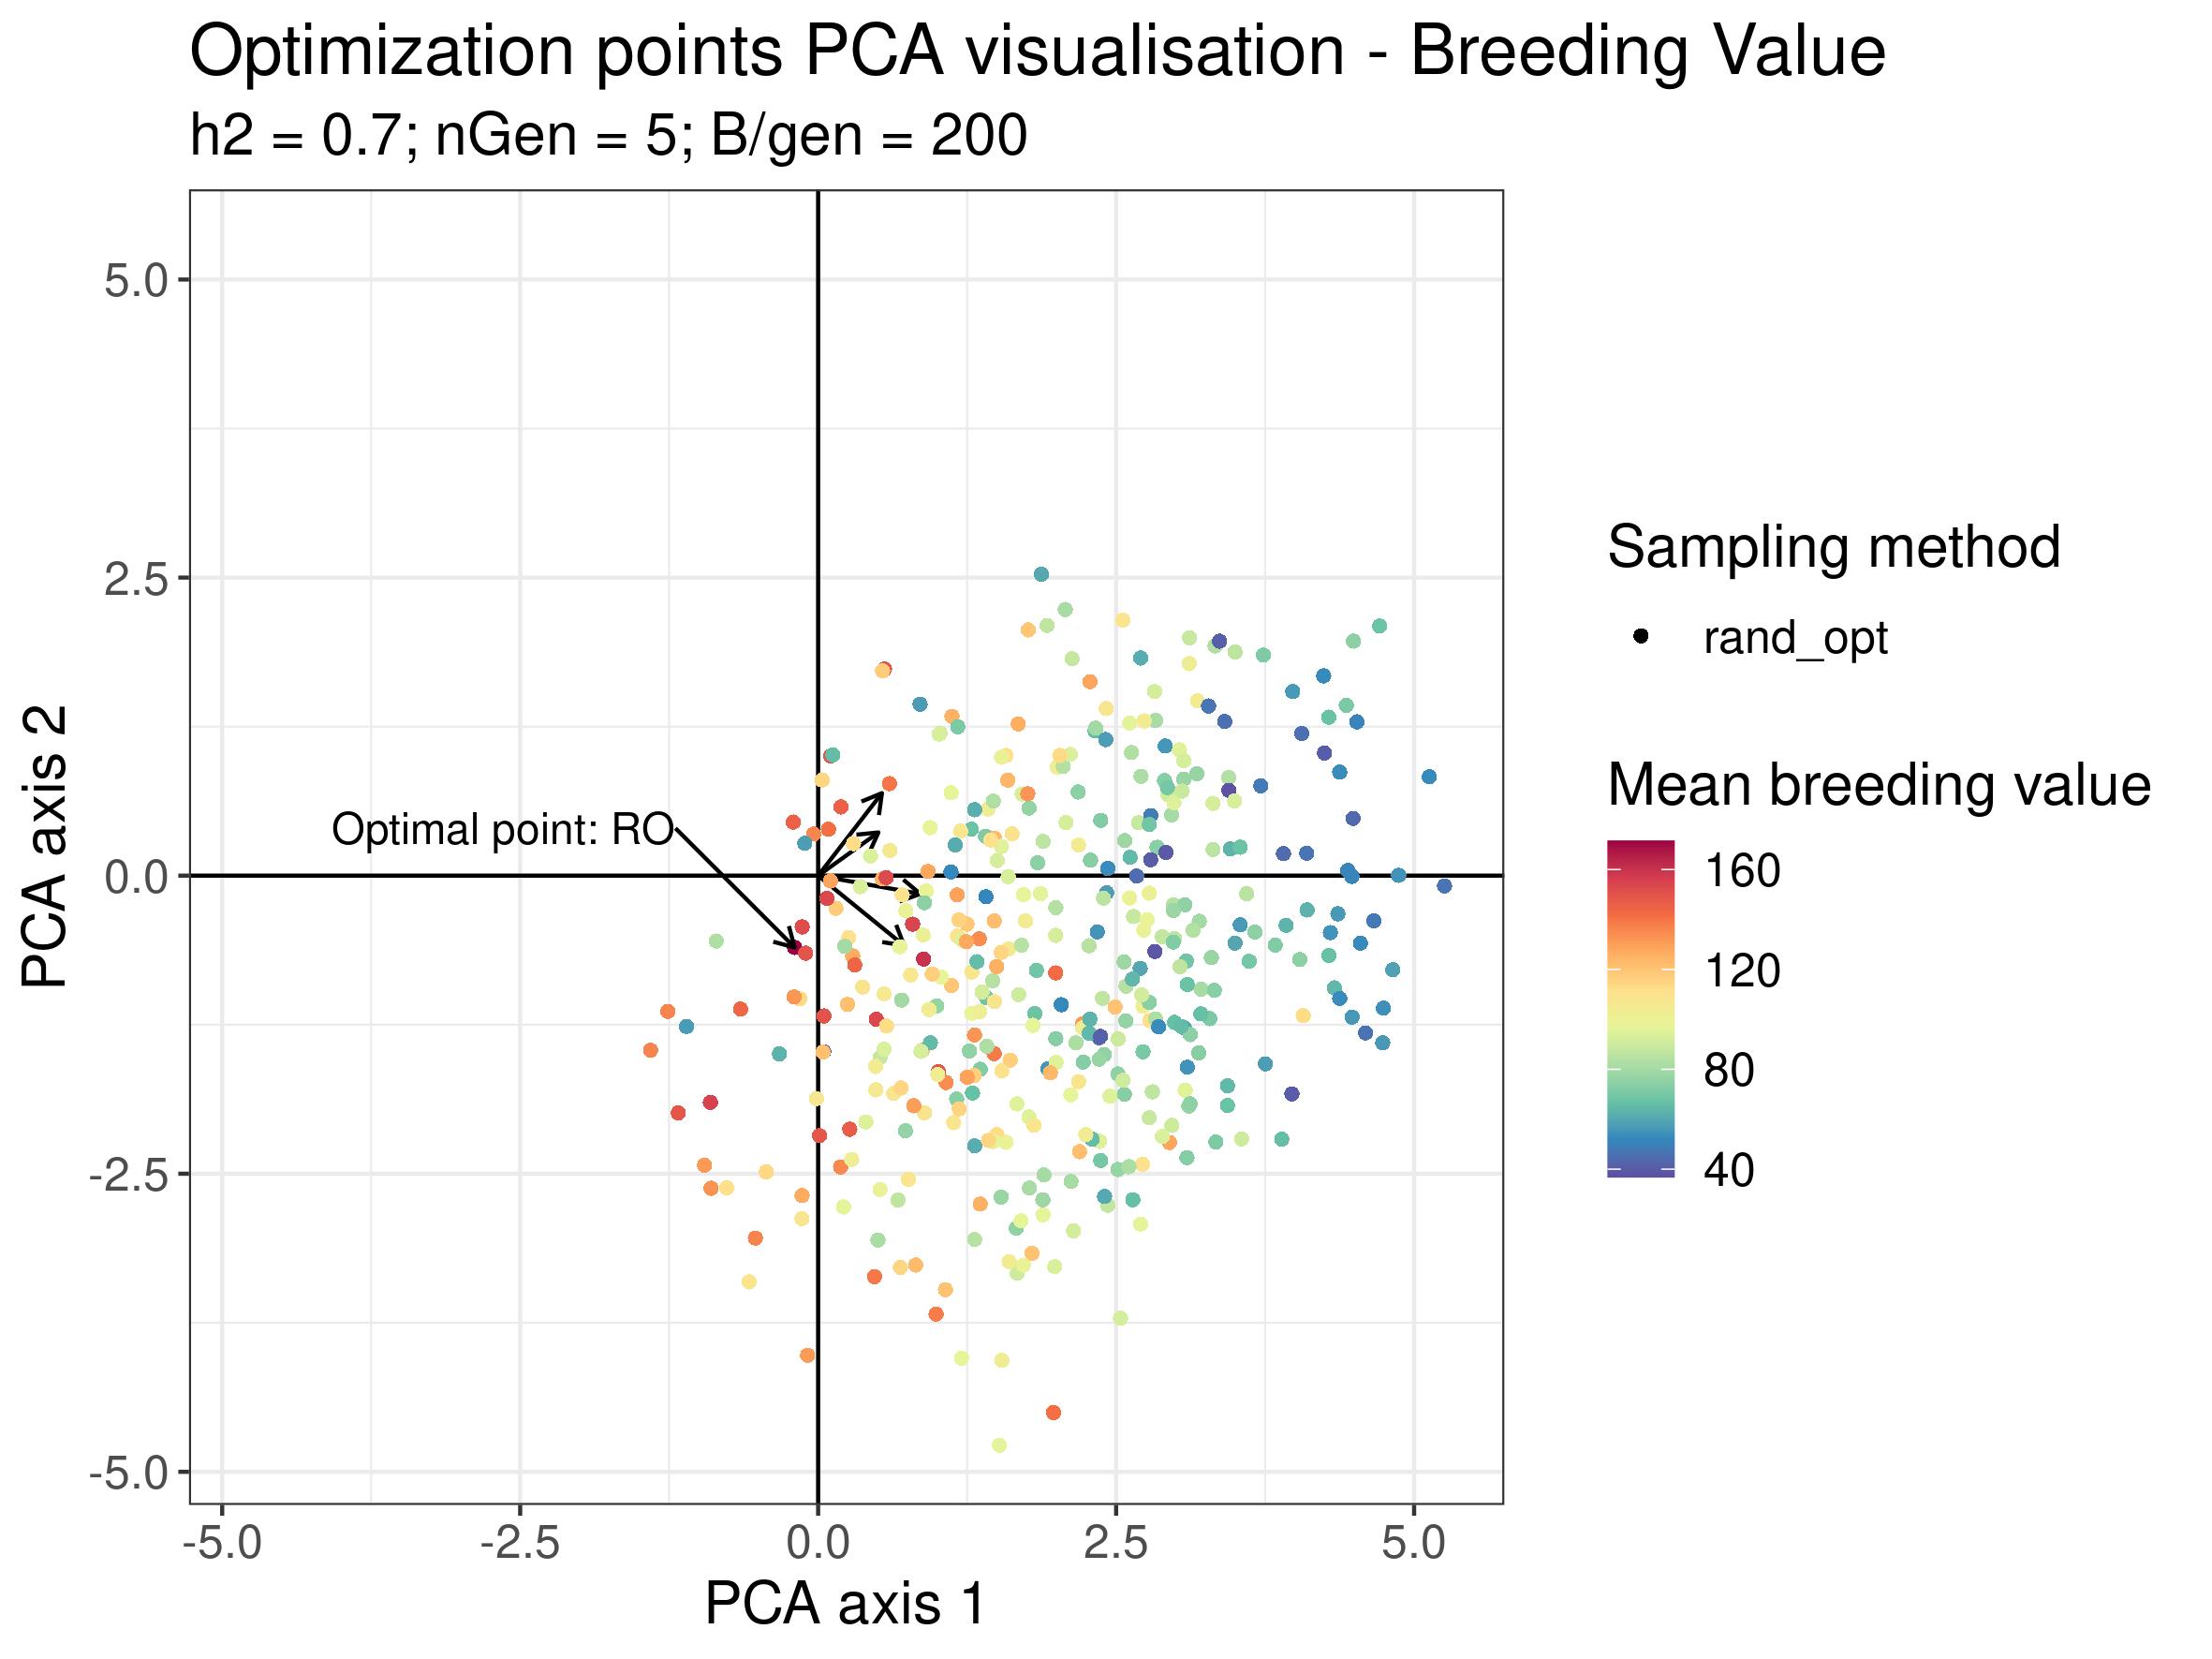 Optimization points PCA visualisation - Breeding Value
h2 = 0.7; nGen = 5; B/gen = 200
PCA axis 2
5.0
2.5
0.0
-2.5
-5.0
Optimal point: RO
-5.0
-2.5
0.0
2.5
5.0
PCA axis 1
Sampling method
rand_opt
Mean breeding value
160
120
80
40